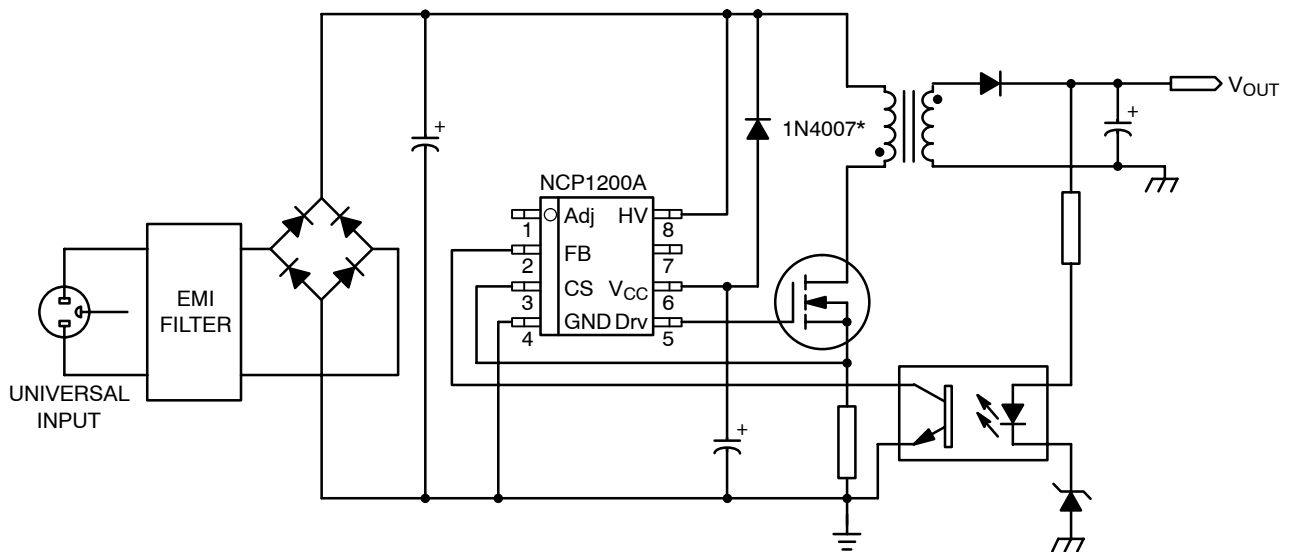 V_OUT
+
+
1N4007*
NCP1200A
Adj HV
1 8
FB
2 7
CS V_CC
3 6
GND Drv
4 5
EMI
FILTER
UNIVERSAL
INPUT
+